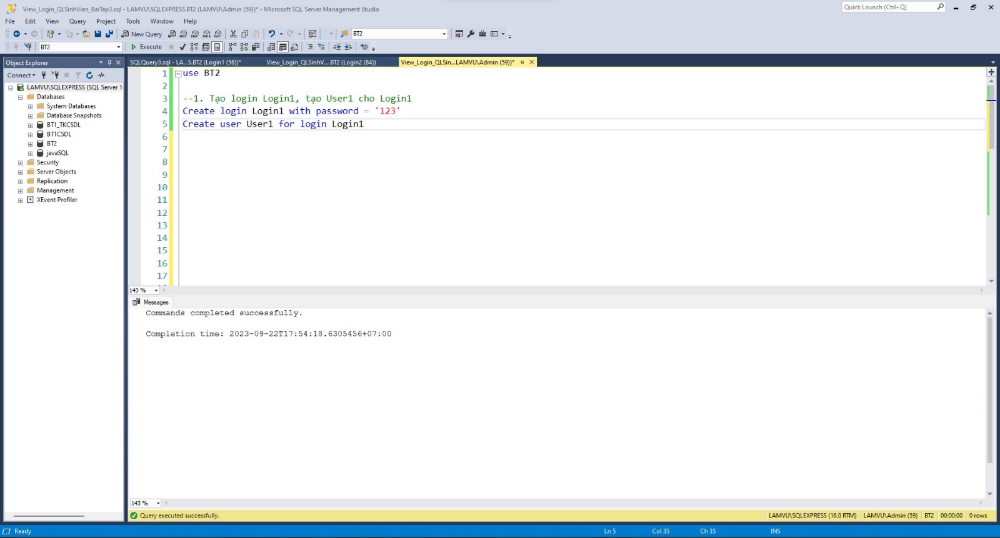 View_Login_QLSinhVien_BaiTap3.sql - LAMVU\SQLEXPRESS.BT2 (LAMVU\Admin (59))* - Microsoft SQL Server Management Studio
Quick Launch (Ctrl+Q)
File Edit View Query Project Tools Window Help
New Query BT2
BT2 Execute
Object Explorer
SQLQuery3.sql - LA...S.BT2 (Login1 (56))* View_Login_QLSinhV....BT2 (Login2 (84)) View_Login_QLSin...LAMVU\Admin (59))*
Connect
LAMVU\SQLEXPRESS (SQL Server 1
Databases
System Databases
Database Snapshots
BT1_TKCSDL
BT1CSDL
BT2
javaSQL
Security
Server Objects
Replication
Management
XEvent Profiler
1 use BT2
2
3 --1. Tạo login Login1, tạo User1 cho Login1
4 Create login Login1 with password = '123'
5 Create user User1 for login Login1
6
7
8
9
10
11
12
13
14
15
16
17
143 %
Messages
Commands completed successfully.
Completion time: 2023-09-22T17:54:18.6305456+07:00
143 %
Query executed successfully. LAMVU\SQLEXPRESS (16.0 RTM) LAMVU\Admin (59) BT2 00:00:00 0 rows
Ready Ln 5 Col 35 Ch 35 INS